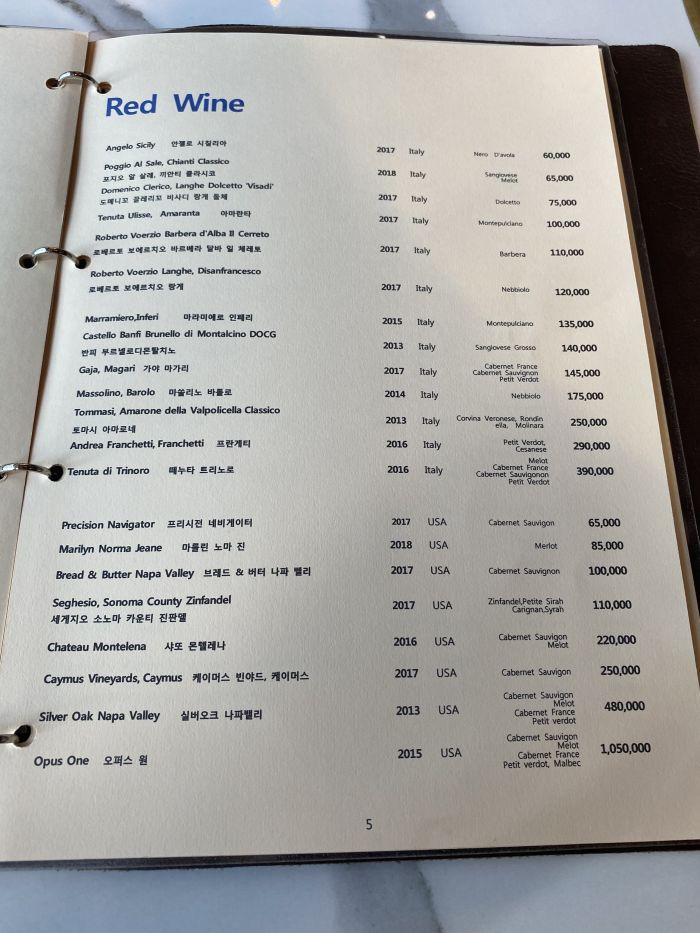 Red Wine
Angelo Sicily 안젤로 시칠리아 2017 Italy Nero D'avola 60,000
Poggio Al Sale, Chianti Classico
포지오 알 살레, 끼안티 클라시코 2018 Italy Sangiovese Melot 65,000
Domenico Clerico, Langhe Dolcetto 'Visadi'
도메니꼬 끌레리꼬 비사디 랑게 돌체 2017 Italy Dolcetto 75,000
Tenuta Ulisse, Amaranta 아마란타 2017 Italy Montepulciano 100,000
Roberto Voerzio Barbera d'Alba Il Cerreto
로베르토 보에르치오 바르베라 달바 일 체레토 2017 Italy Barbera 110,000
Roberto Voerzio Langhe, Disanfrancesco
로베르토 보에르치오 랑게 2017 Italy Nebbiolo 120,000
Marramiero,Inferi 마라미에로 인페리 2015 Italy Montepulciano 135,000
Castello Banfi Brunello di Montalcino DOCG
반피 부르넬로디몬탈치노 2013 Italy Sangiovese Grosso 140,000
Gaja, Magari 가야 마가리 2017 Italy Cabernet France Cabernet Sauvignon Petit Verdot 145,000
Massolino, Barolo 마쏠리노 바롤로 2014 Italy Nebbiolo 175,000
Tommasi, Amarone della Valpolicella Classico
토마시 아마로네 2013 Italy Corvina Veronese, Rondin ella, Molinara 250,000
Andrea Franchetti, Franchetti 프란게티 2016 Italy Petit Verdot, Cesanese 290,000
Tenuta di Trinoro 떼누타 트리노로 2016 Italy Melot Cabernet France Cabernet Sauvigonon Petit Verdot 390,000
Precision Navigator 프리시전 네비게이터 2017 USA Cabernet Sauvigon 65,000
Marilyn Norma Jeane 마를린 노마 진 2018 USA Merlot 85,000
Bread & Butter Napa Valley 브레드 & 버터 나파 밸리 2017 USA Cabernet Sauvignon 100,000
Seghesio, Sonoma County Zinfandel
세게지오 소노마 카운티 진판델 2017 USA Zinfandel,Petite Sirah Carignan,Syrah 110,000
Chateau Montelena 샤또 몬텔레나 2016 USA Cabernet Sauvigon Melot 220,000
Caymus Vineyards, Caymus 케이머스 빈야드, 케이머스 2017 USA Cabernet Sauvigon 250,000
Silver Oak Napa Valley 실버오크 나파밸리 2013 USA Cabernet Sauvigon Melot Cabernet France Petit verdot 480,000
Opus One 오퍼스 원 2015 USA Cabernet Sauvigon Melot Cabernet France Petit verdot, Malbec 1,050,000
5